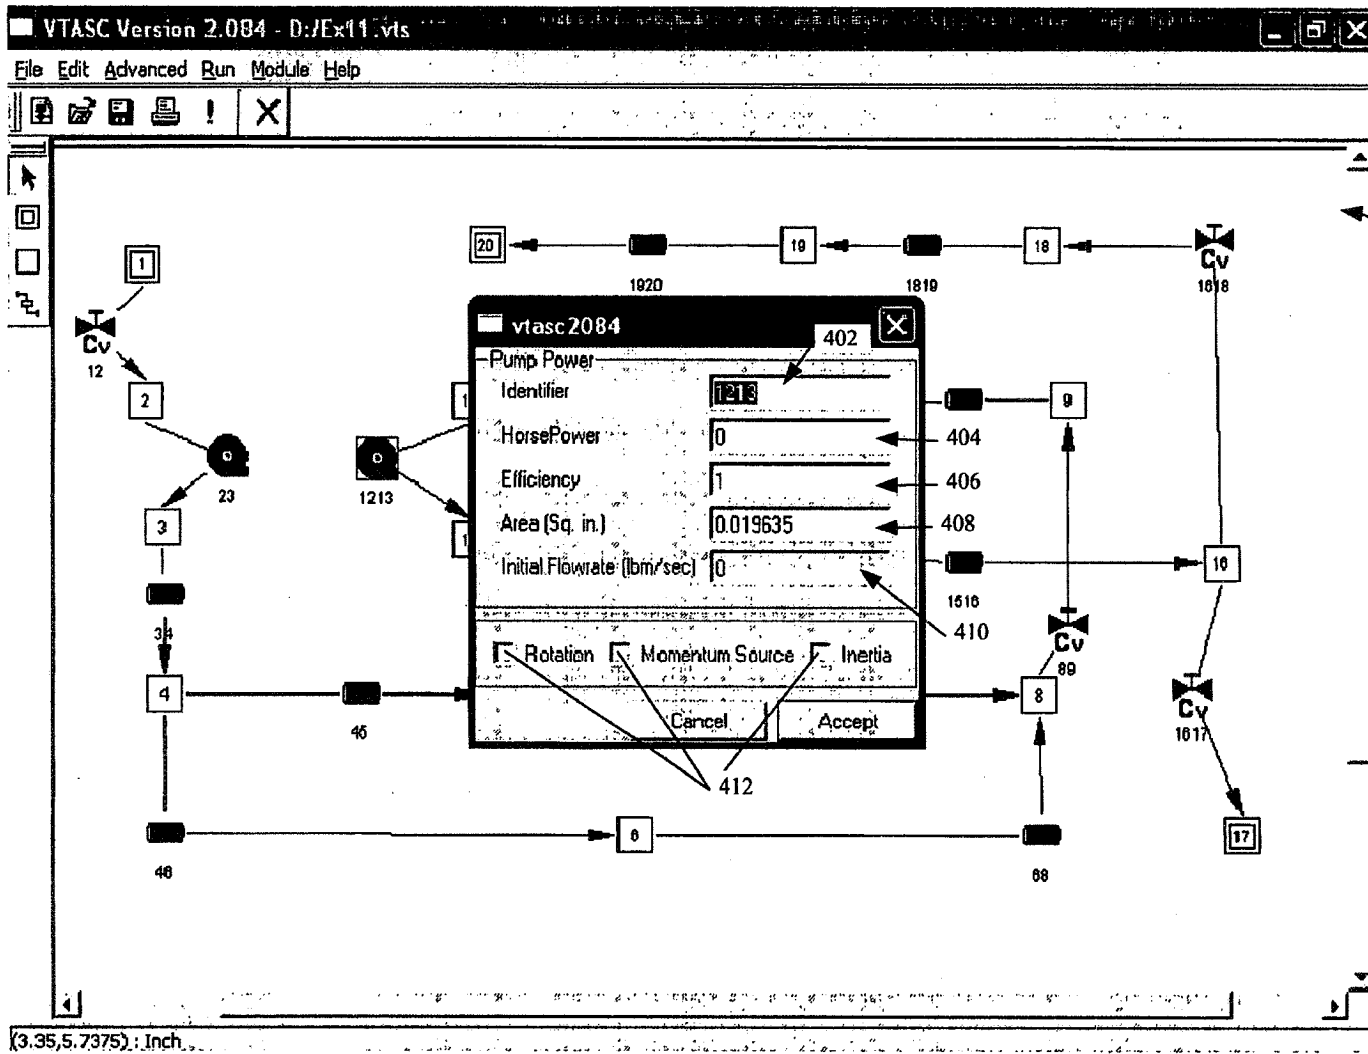 VTASC Version 2.084 - D:/Ex11.vts
File Edit Advanced Run Module Help
1
20
1920
19
1819
18
Cv
1618
Cv
12
vtasc2084
402
Pump Power
Identifier 1213
HorsePower 0
404
Efficiency 1
406
Area (Sq. in.) 0.019635
408
Initial Flowrate (lbm/sec) 0
410
Rotation Momentum Source Inertia
Cancel Accept
412
2
1
9
23
1213
3
1
1516
16
34
Cv
89
4
45
8
Cv
1617
46
6
68
17
(3.35,5.7375) : Inch